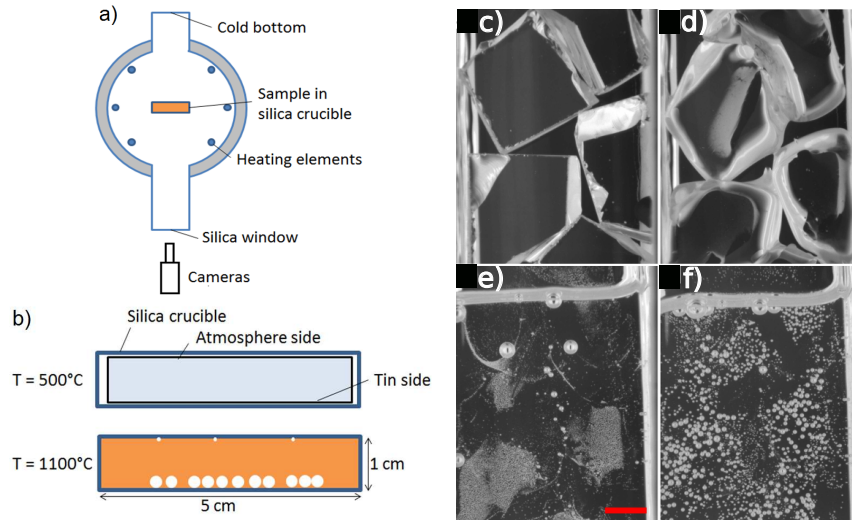 a)
Cold bottom
Sample in
silica crucible
Heating elements
Silica window
Cameras
b)
Silica crucible
Atmosphere side
T = 500°C
Tin side
T = 1100°C
1 cm
5 cm
c)
d)
e)
f)